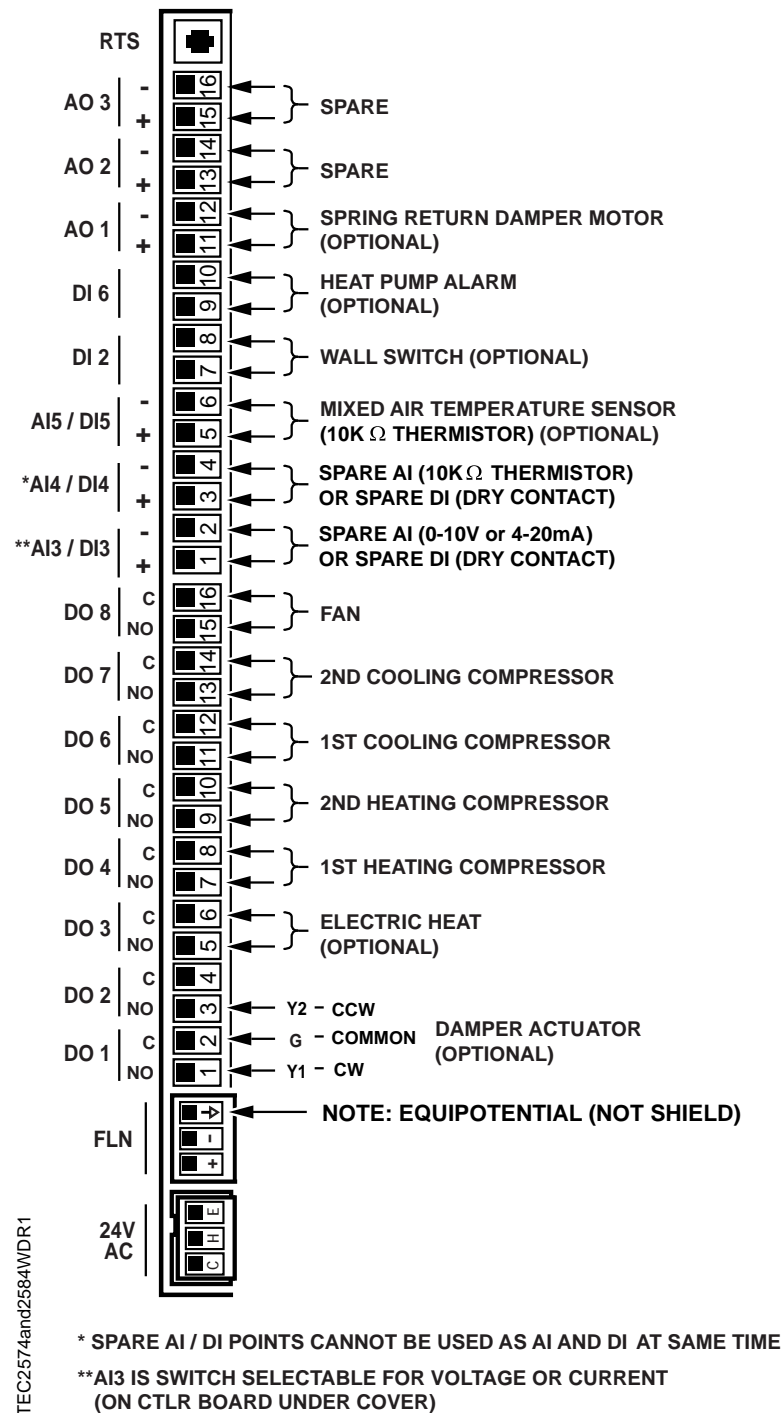 RTS
AO 3 - 16 SPARE
+ 15
AO 2 - 14 SPARE
+ 13
AO 1 - 12 SPRING RETURN DAMPER MOTOR
+ 11 (OPTIONAL)
DI 6 10 HEAT PUMP ALARM
9 (OPTIONAL)
DI 2 8 WALL SWITCH (OPTIONAL)
7
AI5 / DI5 - 6 MIXED AIR TEMPERATURE SENSOR
+ 5 (10K Ω THERMISTOR) (OPTIONAL)
*AI4 / DI4 - 4 SPARE AI (10K Ω THERMISTOR)
+ 3 OR SPARE DI (DRY CONTACT)
**AI3 / DI3 - 2 SPARE AI (0-10V or 4-20mA)
+ 1 OR SPARE DI (DRY CONTACT)
DO 8 C 16 FAN
NO 15
DO 7 C 14 2ND COOLING COMPRESSOR
NO 13
DO 6 C 12 1ST COOLING COMPRESSOR
NO 11
DO 5 C 10 2ND HEATING COMPRESSOR
NO 9
DO 4 C 8 1ST HEATING COMPRESSOR
NO 7
DO 3 C 6 ELECTRIC HEAT
NO 5 (OPTIONAL)
DO 2 C 4
NO 3 Y2 - CCW
DO 1 C 2 G - COMMON DAMPER ACTUATOR
NO 1 Y1 - CW (OPTIONAL)
FLN NOTE: EQUIPOTENTIAL (NOT SHIELD)
-
+
24V E
AC H
C
TEC2574and2584WDR1
* SPARE AI / DI POINTS CANNOT BE USED AS AI AND DI AT SAME TIME
**AI3 IS SWITCH SELECTABLE FOR VOLTAGE OR CURRENT
(ON CTLR BOARD UNDER COVER)